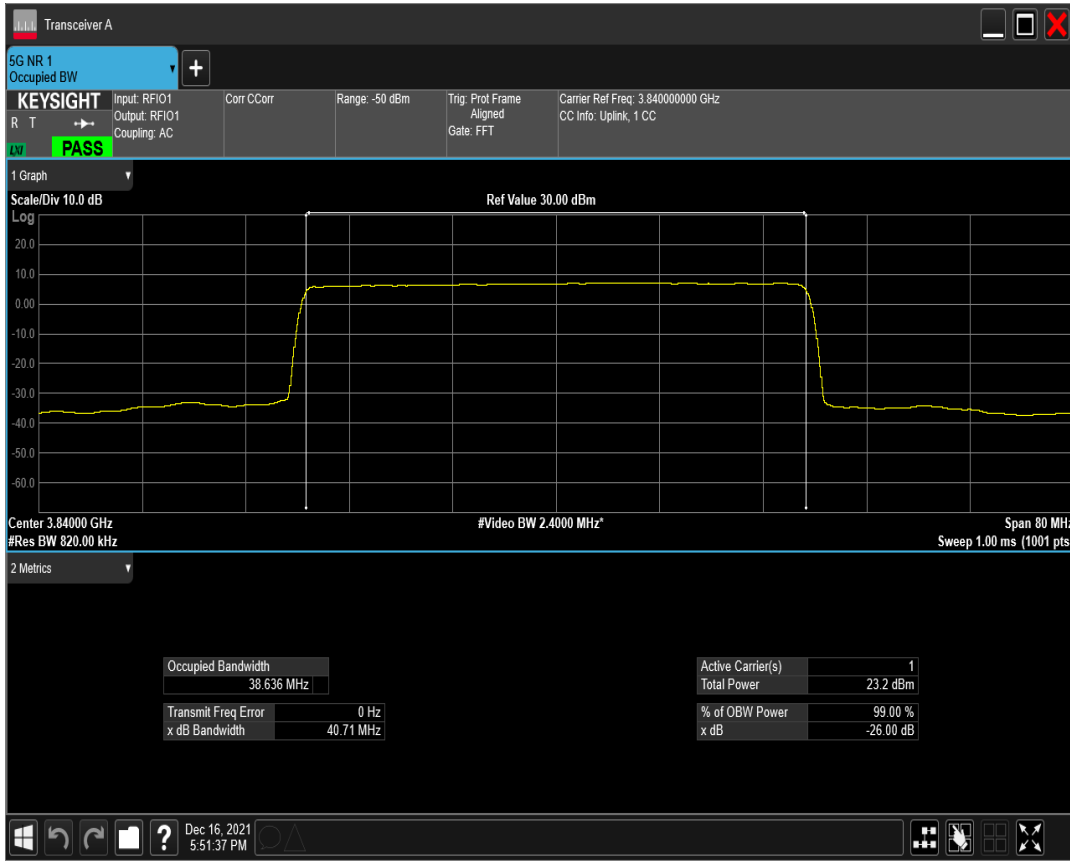 Transceiver A
5G NR 1
Occupied BW
KEYSIGHT
R T
LXI
PASS
Input: RFIO1
Output: RFIO1
Coupling: AC
Corr CCorr
Range: -50 dBm
Trig: Prot Frame
Aligned
Gate: FFT
Carrier Ref Freq: 3.840000000 GHz
CC Info: Uplink, 1 CC
1 Graph
Scale/Div 10.0 dB
Ref Value 30.00 dBm
Log
20.0
10.0
0.00
-10.0
-20.0
-30.0
-40.0
-50.0
-60.0
Center 3.84000 GHz
#Video BW 2.4000 MHz*
Span 80 MHz
#Res BW 820.00 kHz
Sweep 1.00 ms (1001 pts
2 Metrics
Occupied Bandwidth
38.636 MHz
Transmit Freq Error 0 Hz
x dB Bandwidth 40.71 MHz
Active Carrier(s) 1
Total Power 23.2 dBm
% of OBW Power 99.00 %
x dB -26.00 dB
Dec 16, 2021
5:51:37 PM